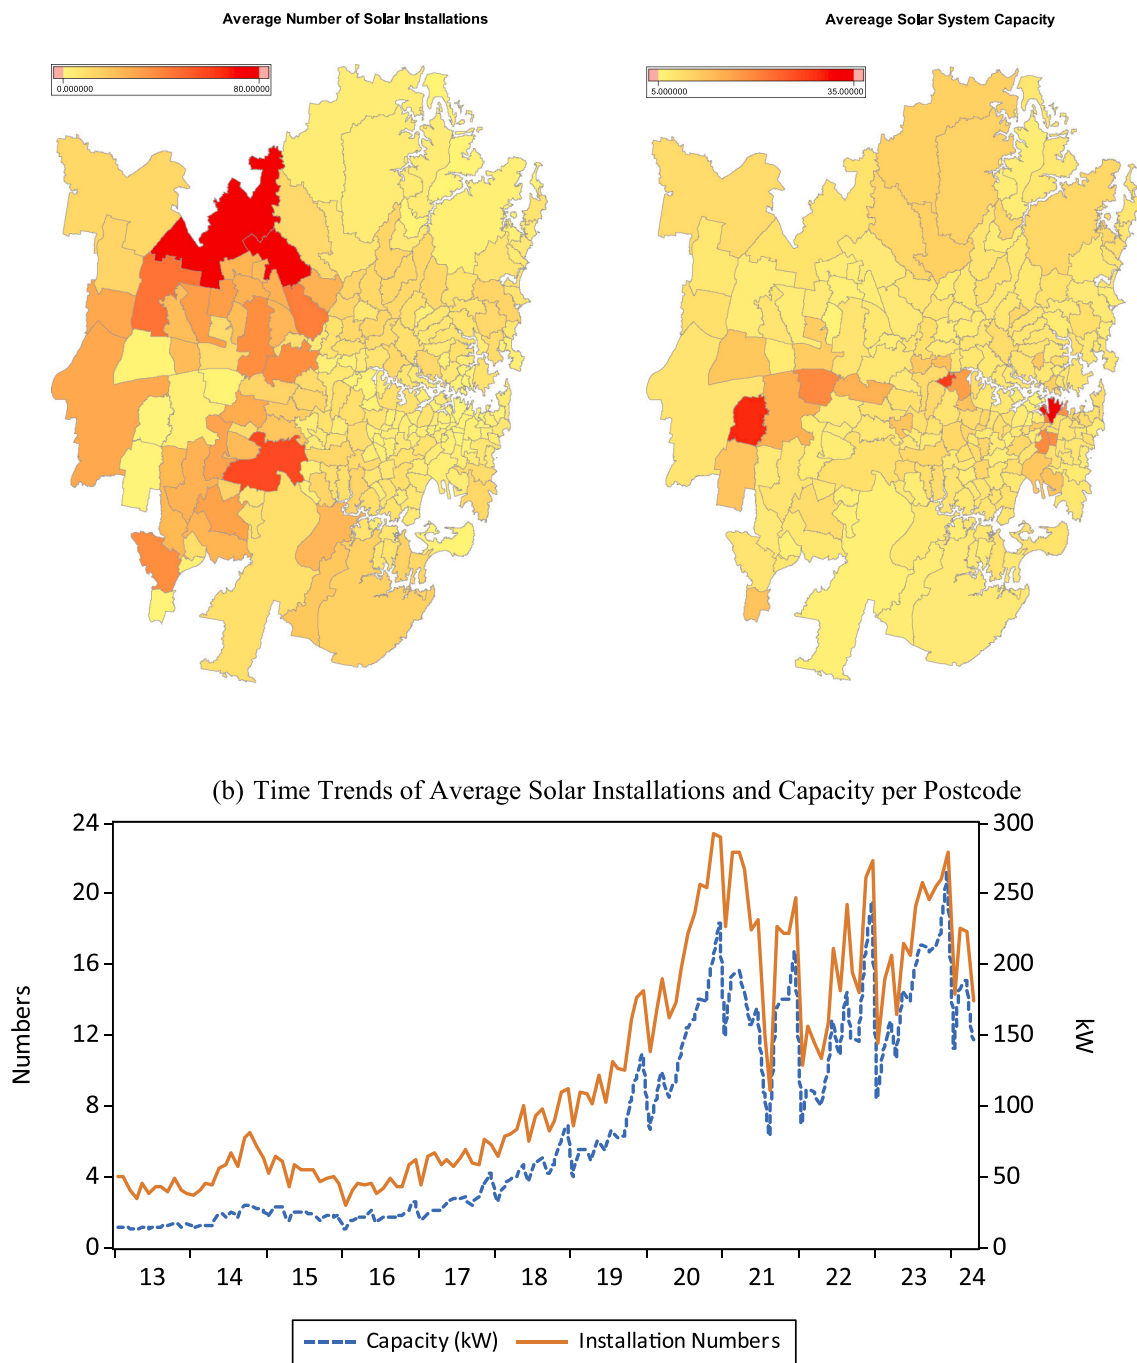 Average Number of Solar Installations
Avereage Solar System Capacity
0.000000 80.00000
5.000000 35.00000
(b) Time Trends of Average Solar Installations and Capacity per Postcode
24 300
20 250
16 200
12 150
8 100
4 50
0 0
Numbers
kW
13 14 15 16 17 18 19 20 21 22 23 24
Capacity (kW) Installation Numbers